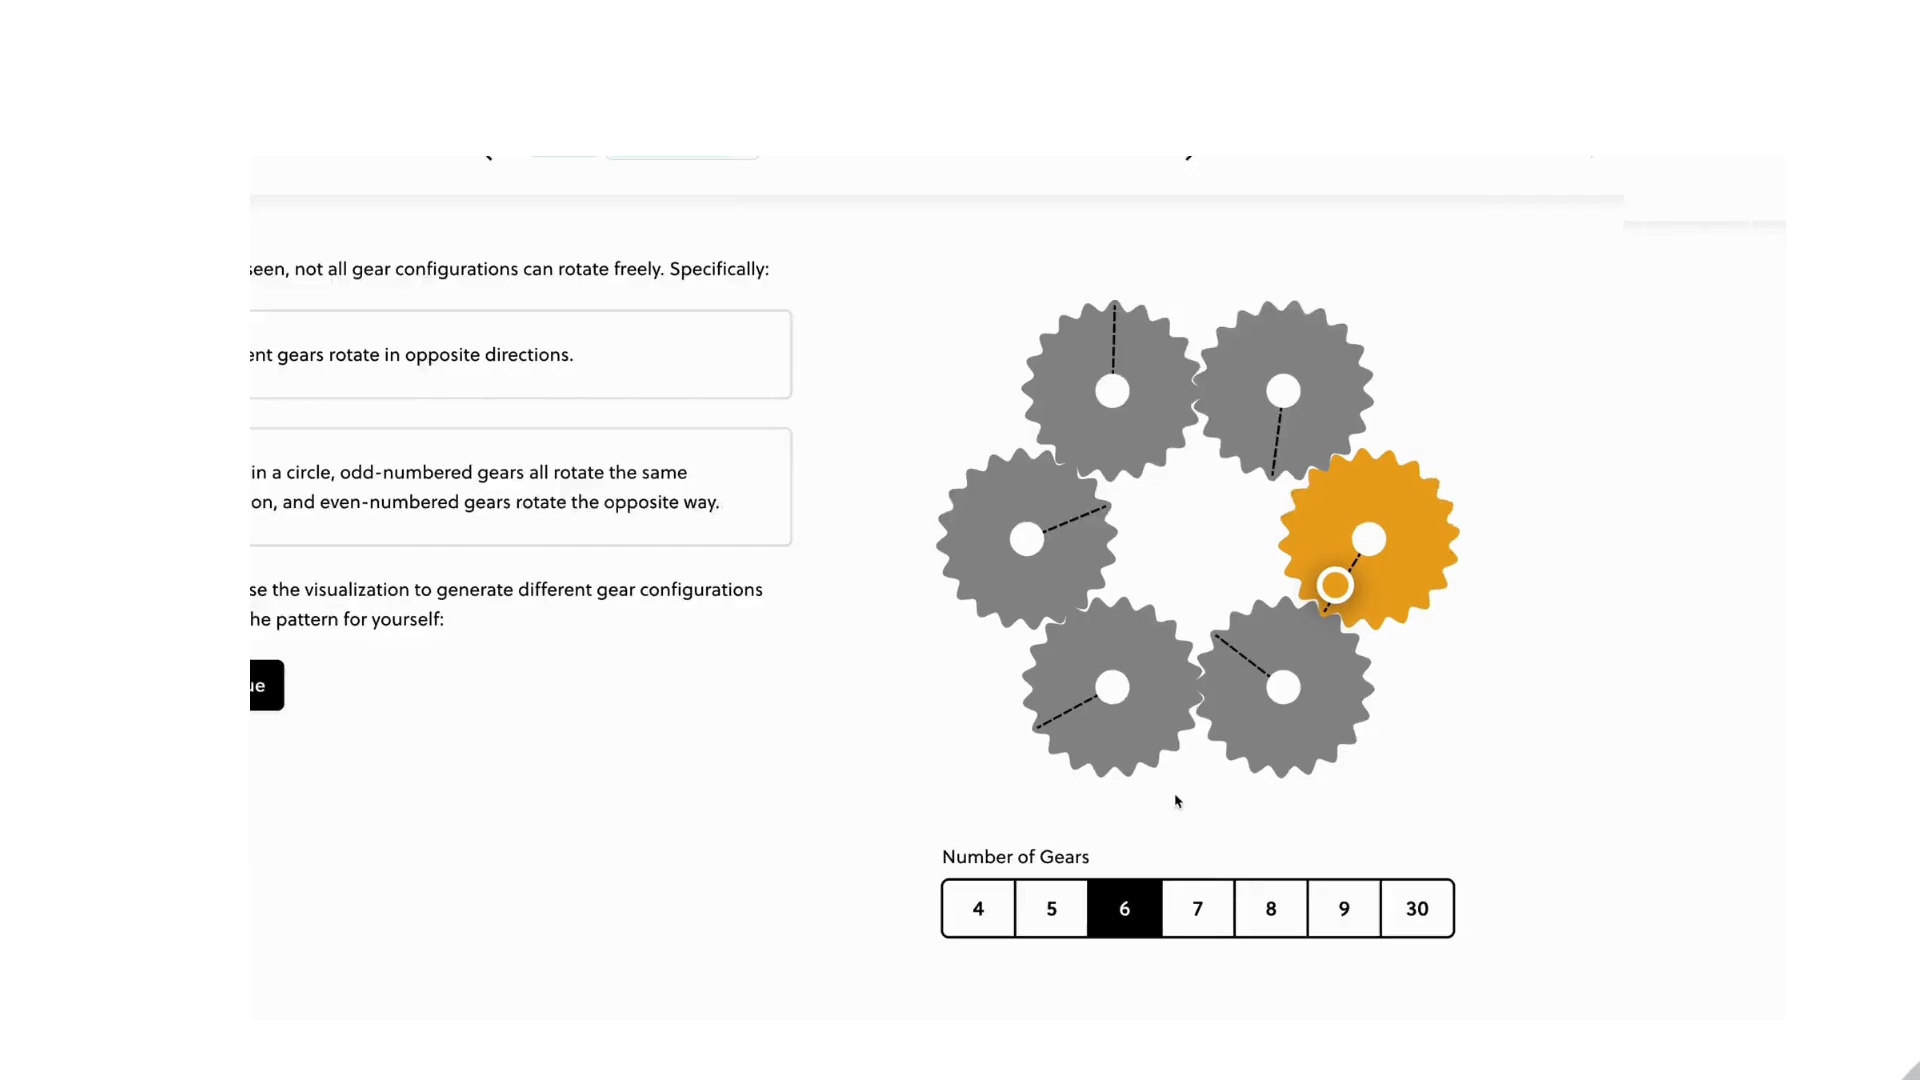 seen, not all gear configurations can rotate freely. Specifically:
ent gears rotate in opposite directions.
in a circle, odd-numbered gears all rotate the same
on, and even-numbered gears rotate the opposite way.
se the visualization to generate different gear configurations
he pattern for yourself:
ue
Number of Gears
4 5 6 7 8 9 30